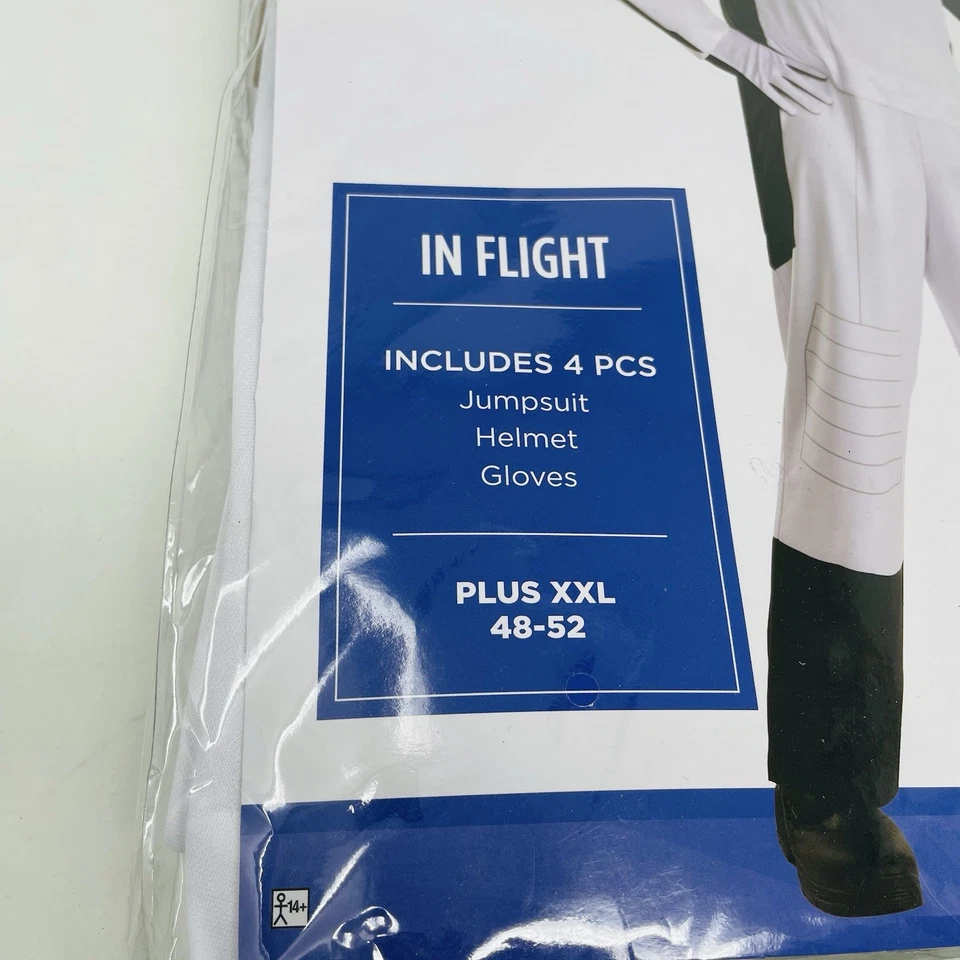 IN FLIGHT
INCLUDES 4 PCS
Jumpsuit
Helmet
Gloves
PLUS XXL
48-52
14+